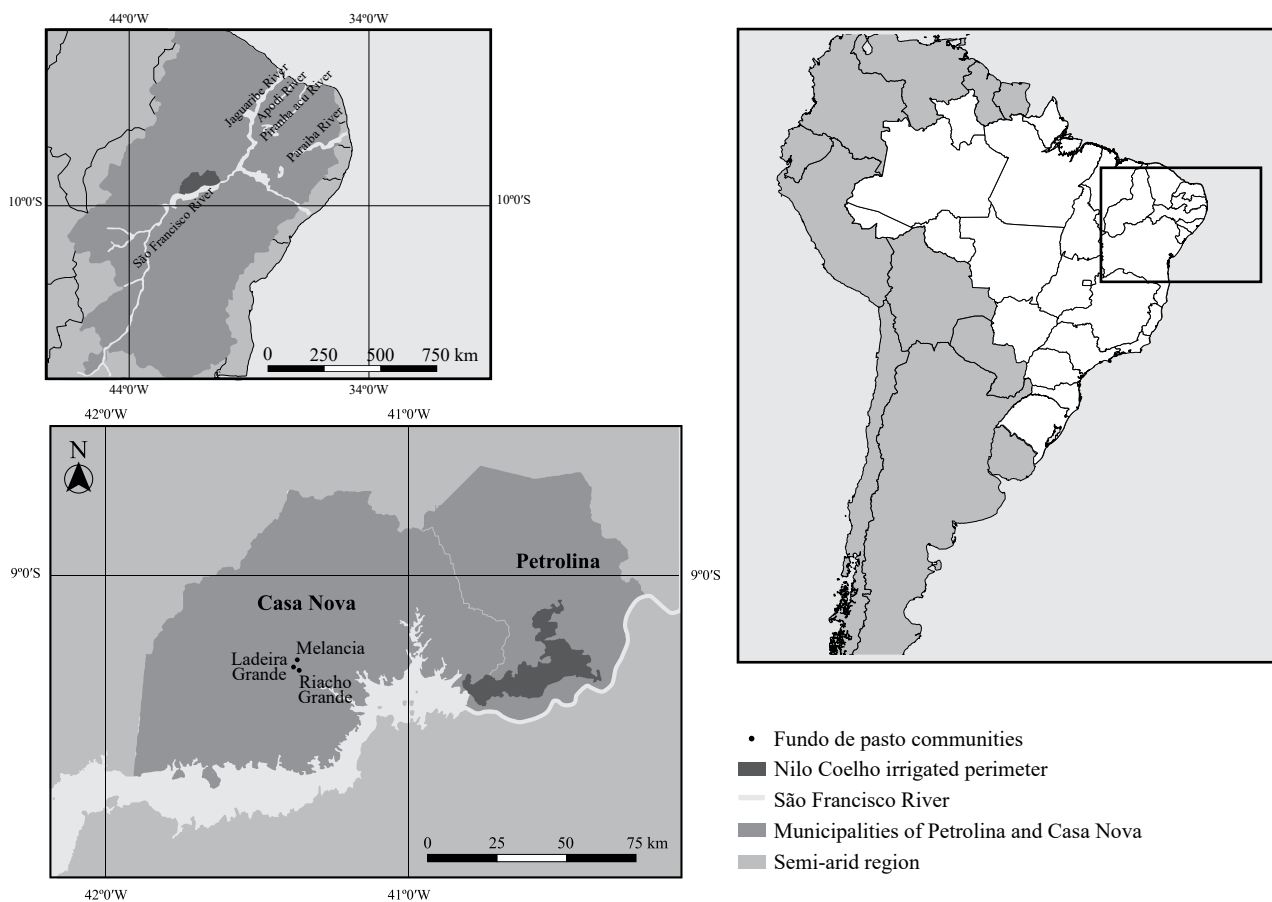 44º0'W 34º0'W
Jaguaribe River
Apodi River
Piranha acu River
Paraiba River
10º0'S 10º0'S
São Francisco River
0 250 500 750 km
44º0'W 34º0'W
42º0'W 41º0'W
N
Petrolina
9º0'S 9º0'S
Casa Nova
Melancia
Ladeira
Grande
Riacho
Grande
0 25 50 75 km
42º0'W 41º0'W
Fundo de pasto communities
Nilo Coelho irrigated perimeter
São Francisco River
Municipalities of Petrolina and Casa Nova
Semi-arid region